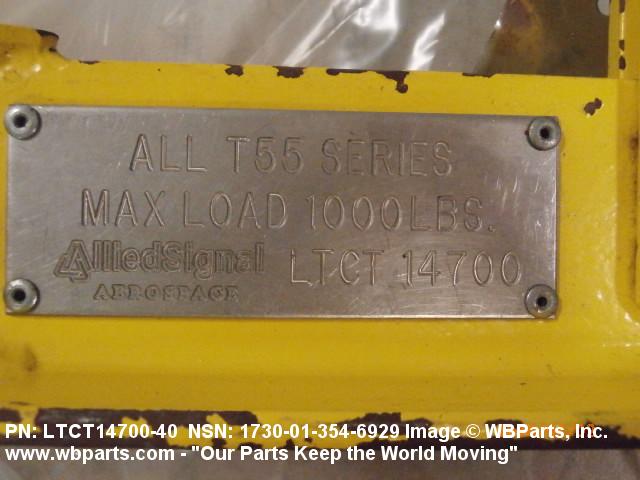 ALL T55 SERIES
MAX LOAD 1000LBS.
AlliedSignal LTCT 14700
AEROSPACE
PN: LTCT14700-40 NSN: 1730-01-354-6929 Image © WBParts, Inc.
www.wbparts.com - "Our Parts Keep the World Moving"